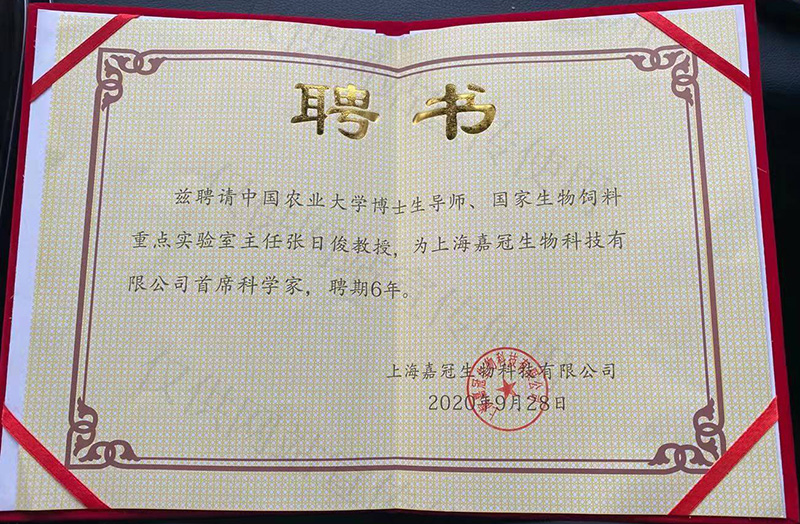 聘书
兹聘请中国农业大学博士生导师、国家生物饲料
重点实验室主任张日俊教授，为上海嘉冠生物科技有
限公司首席科学家，聘期6年。
上海嘉冠生物科技有限公司
2020年9月28日